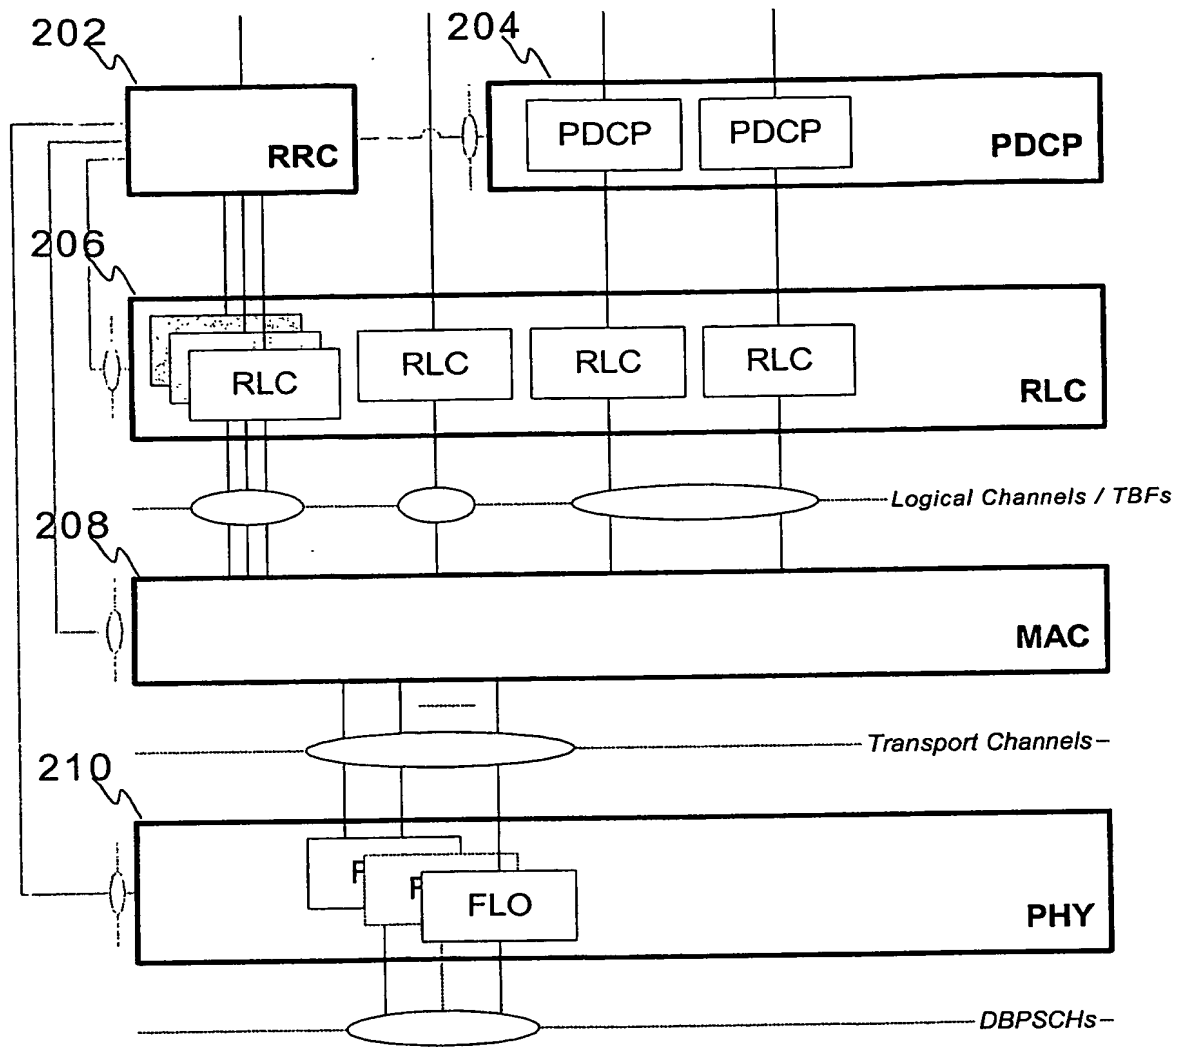 202
204
RRC
PDCP
PDCP
PDCP
206
RLC
RLC
RLC
RLC
RLC
Logical Channels / TBFs
208
MAC
Transport Channels
210
F
F
FLO
PHY
DBPSCHs